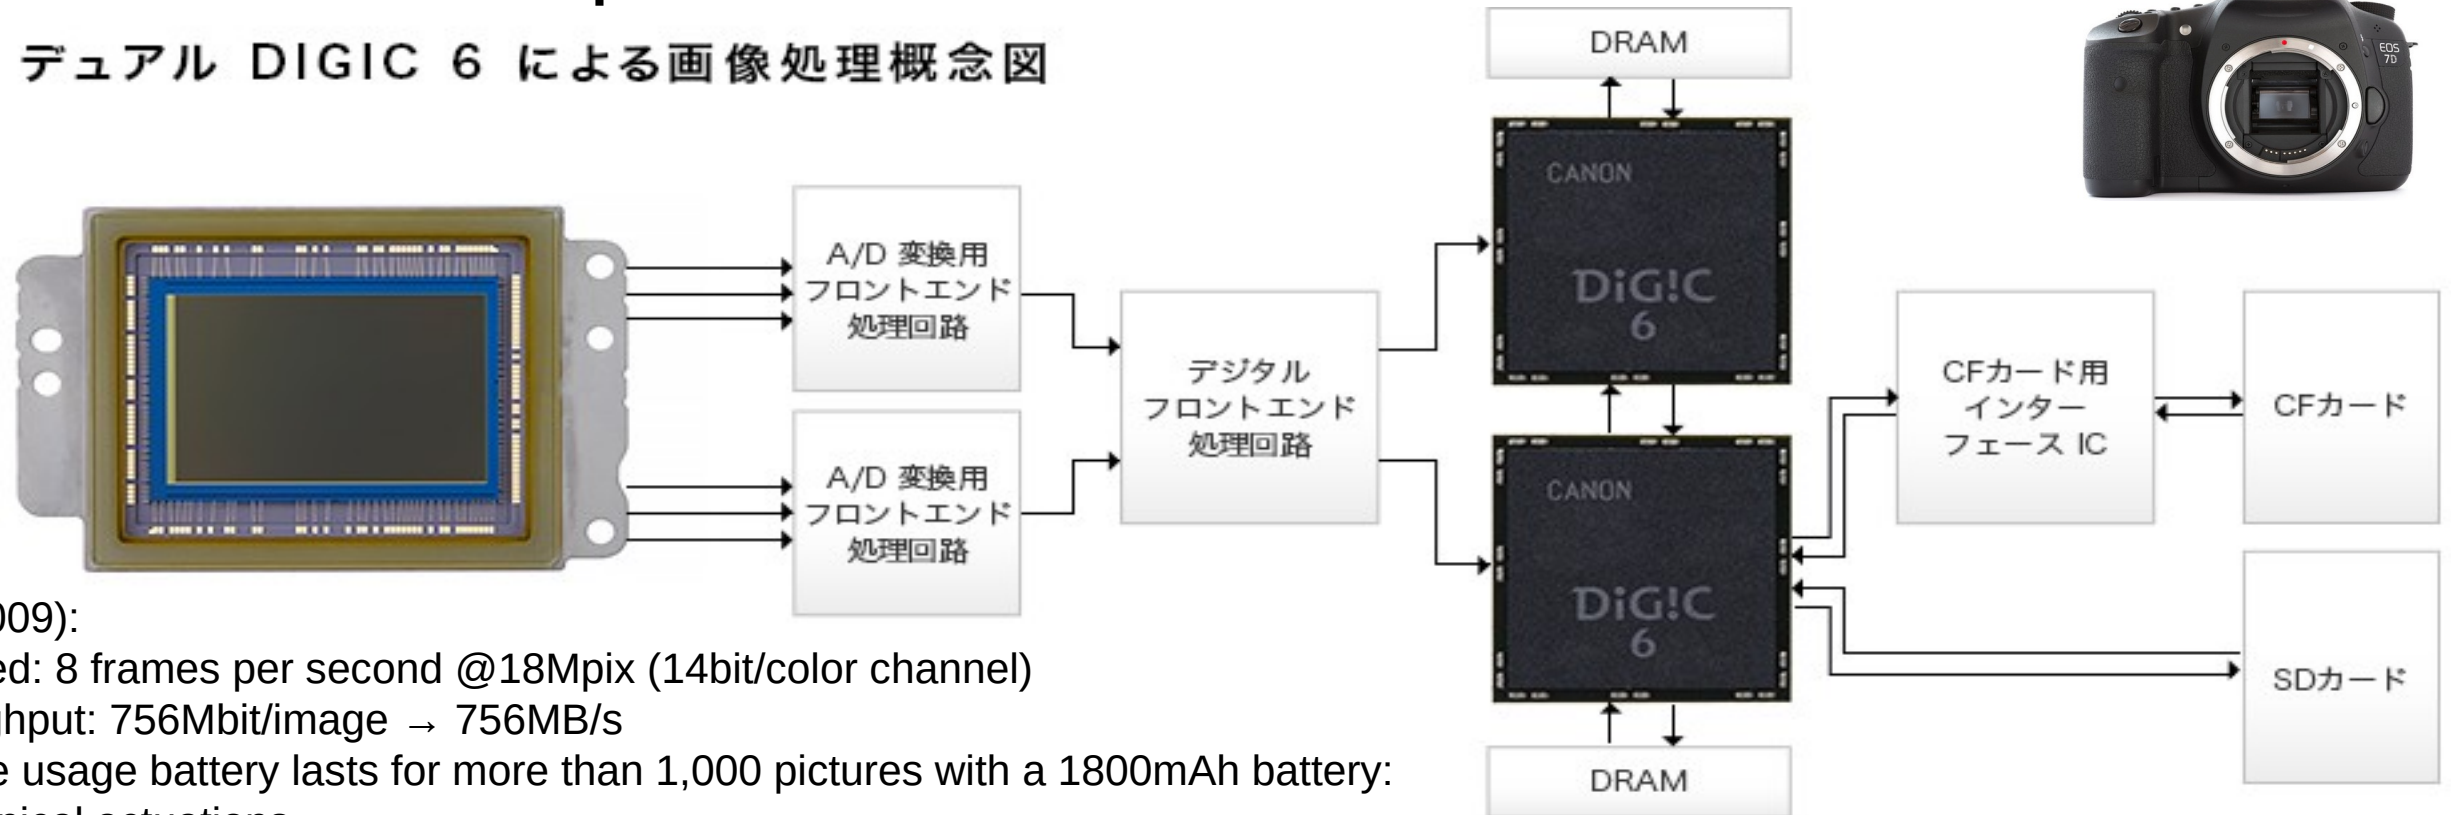 デュアル DIGIC 6 による画像処理概念図
DRAM
EOS
7D
CANON
DiG!C
6
A/D 変換用
フロントエンド
処理回路
A/D 変換用
フロントエンド
処理回路
デジタル
フロントエンド
処理回路
CFカード用
インター
フェース IC
CFカード
CANON
DiG!C
6
SDカード
DRAM
009):
ed: 8 frames per second @18Mpix (14bit/color channel)
ghput: 756Mbit/image → 756MB/s
e usage battery lasts for more than 1,000 pictures with a 1800mAh battery: